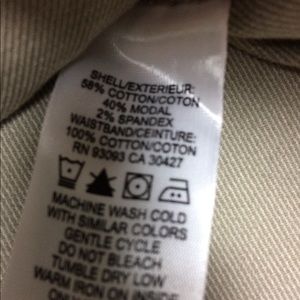 SHELL/EXTERIEUR:
58% COTTON/COTON
40% MODAL
2% SPANDEX
WAISTBAND/CEINTURE:
100% COTTON/COTON
RN 93093 CA 30427
MACHINE WASH COLD
WITH SIMILAR COLORS
GENTLE CYCLE
DO NOT BLEACH
TUMBLE DRY LOW
WARM IRON ON INSIDE